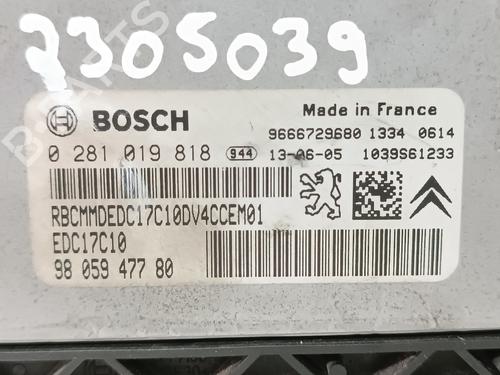 2305039
BOSCH
Made in France
9666729680 1334 0614
0 281 019 818 944 13-06-05 1039S61233
RBCMMDEDC17C10DV4CCEM01
EDC17C10
98 059 477 80